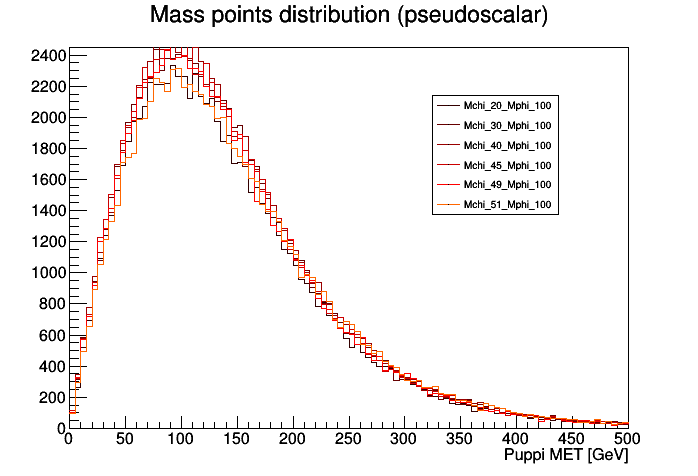 Mass points distribution (pseudoscalar)
2400
2200
2000
1800
1600
1400
1200
1000
800
600
400
200
0
Mchi_20_Mphi_100
Mchi_30_Mphi_100
Mchi_40_Mphi_100
Mchi_45_Mphi_100
Mchi_49_Mphi_100
Mchi_51_Mphi_100
0 50 100 150 200 250 300 350 400 450 500
Puppi MET [GeV]